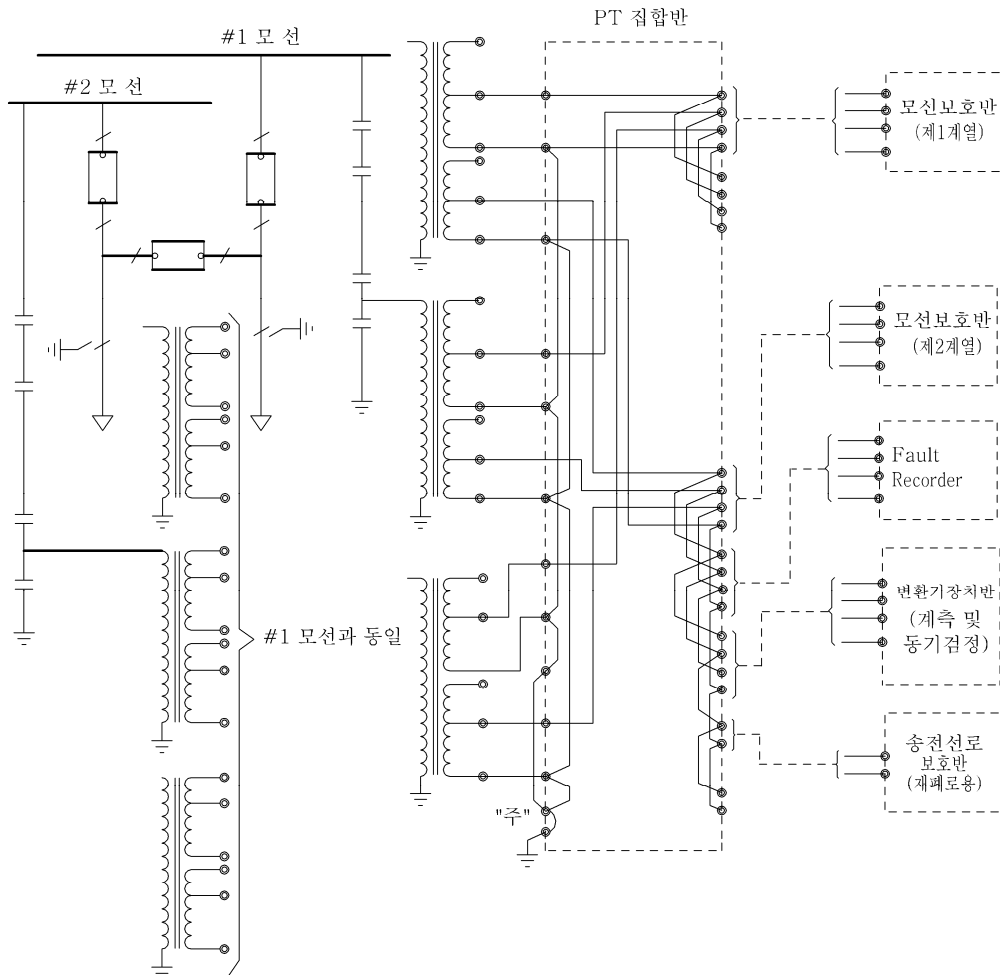 PT 집합반
#1 모 선
#2 모 선
모신보호반
(제1계열)
모선보호반
(제2계열)
Fault
Recorder
변환기장치반
(계측 및
동기검정)
#1 모선과 동일
송전선로
보호반
(재폐로용)
"주"